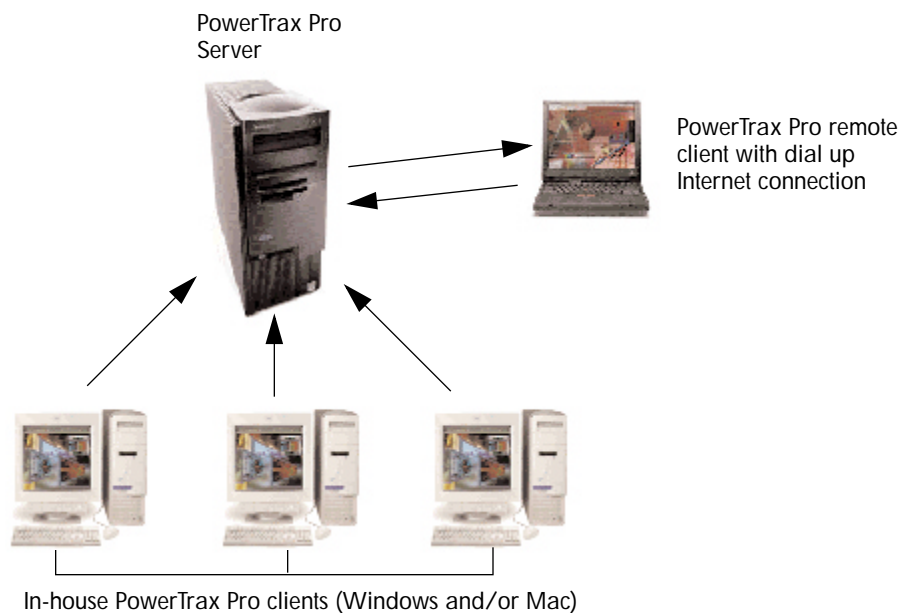 PowerTrax Pro
Server
PowerTrax Pro remote
client with dial up
Internet connection
In-house PowerTrax Pro clients (Windows and/or Mac)